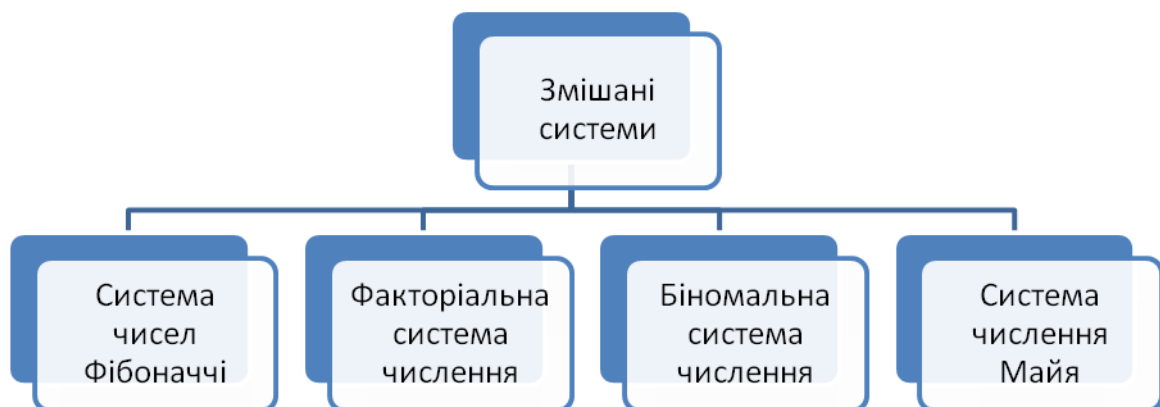 Змішані
системи
Система
чисел
Фібоначчі
Факторіальна
система
числення
Біномальна
система
числення
Система
числення
Майя